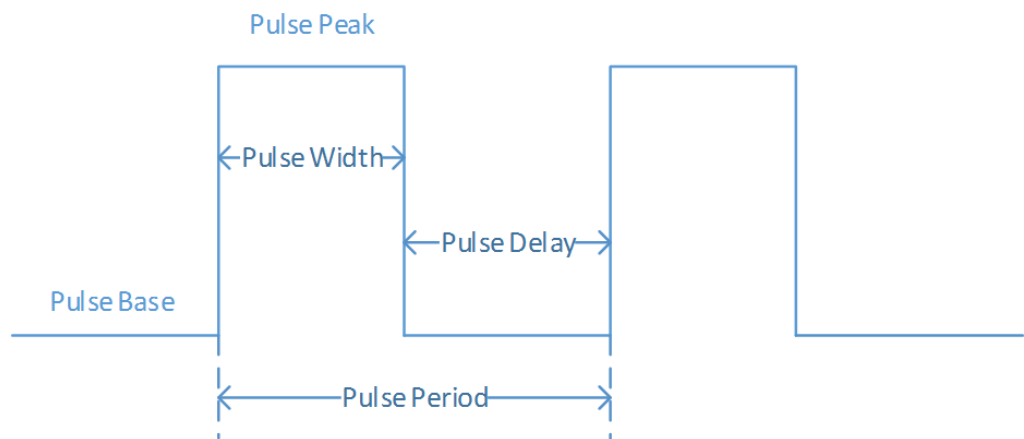 Pulse Peak
Pulse Width
Pulse Delay
Pulse Base
Pulse Period